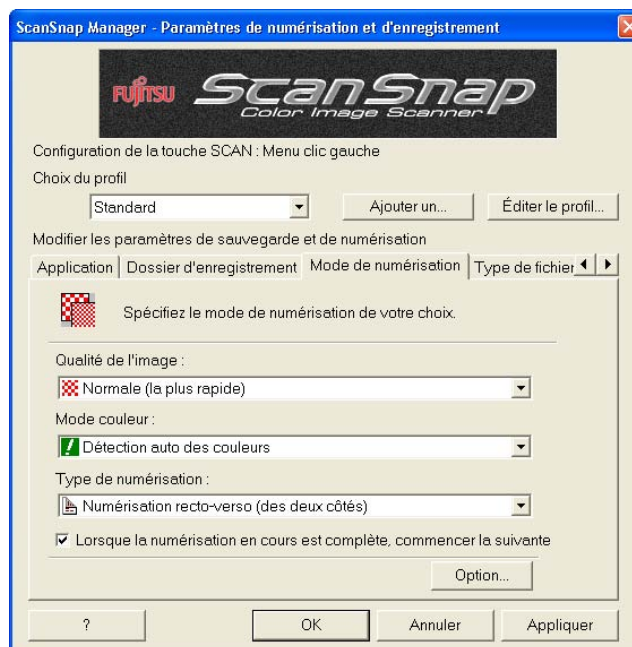 ScanSnap Manager - Paramètres de numérisation et d'enregistrement
FUJITSU ScanSnap
Color Image Scanner
Configuration de la touche SCAN : Menu clic gauche
Choix du profil
Standard Ajouter un... Éditer le profil...
Modifier les paramètres de sauvegarde et de numérisation
Application Dossier d'enregistrement Mode de numérisation Type de fichier
Spécifiez le mode de numérisation de votre choix.
Qualité de l'image :
Normale (la plus rapide)
Mode couleur :
Détection auto des couleurs
Type de numérisation :
Numérisation recto-verso (des deux côtés)
Lorsque la numérisation en cours est complète, commencer la suivante
Option...
? OK Annuler Appliquer